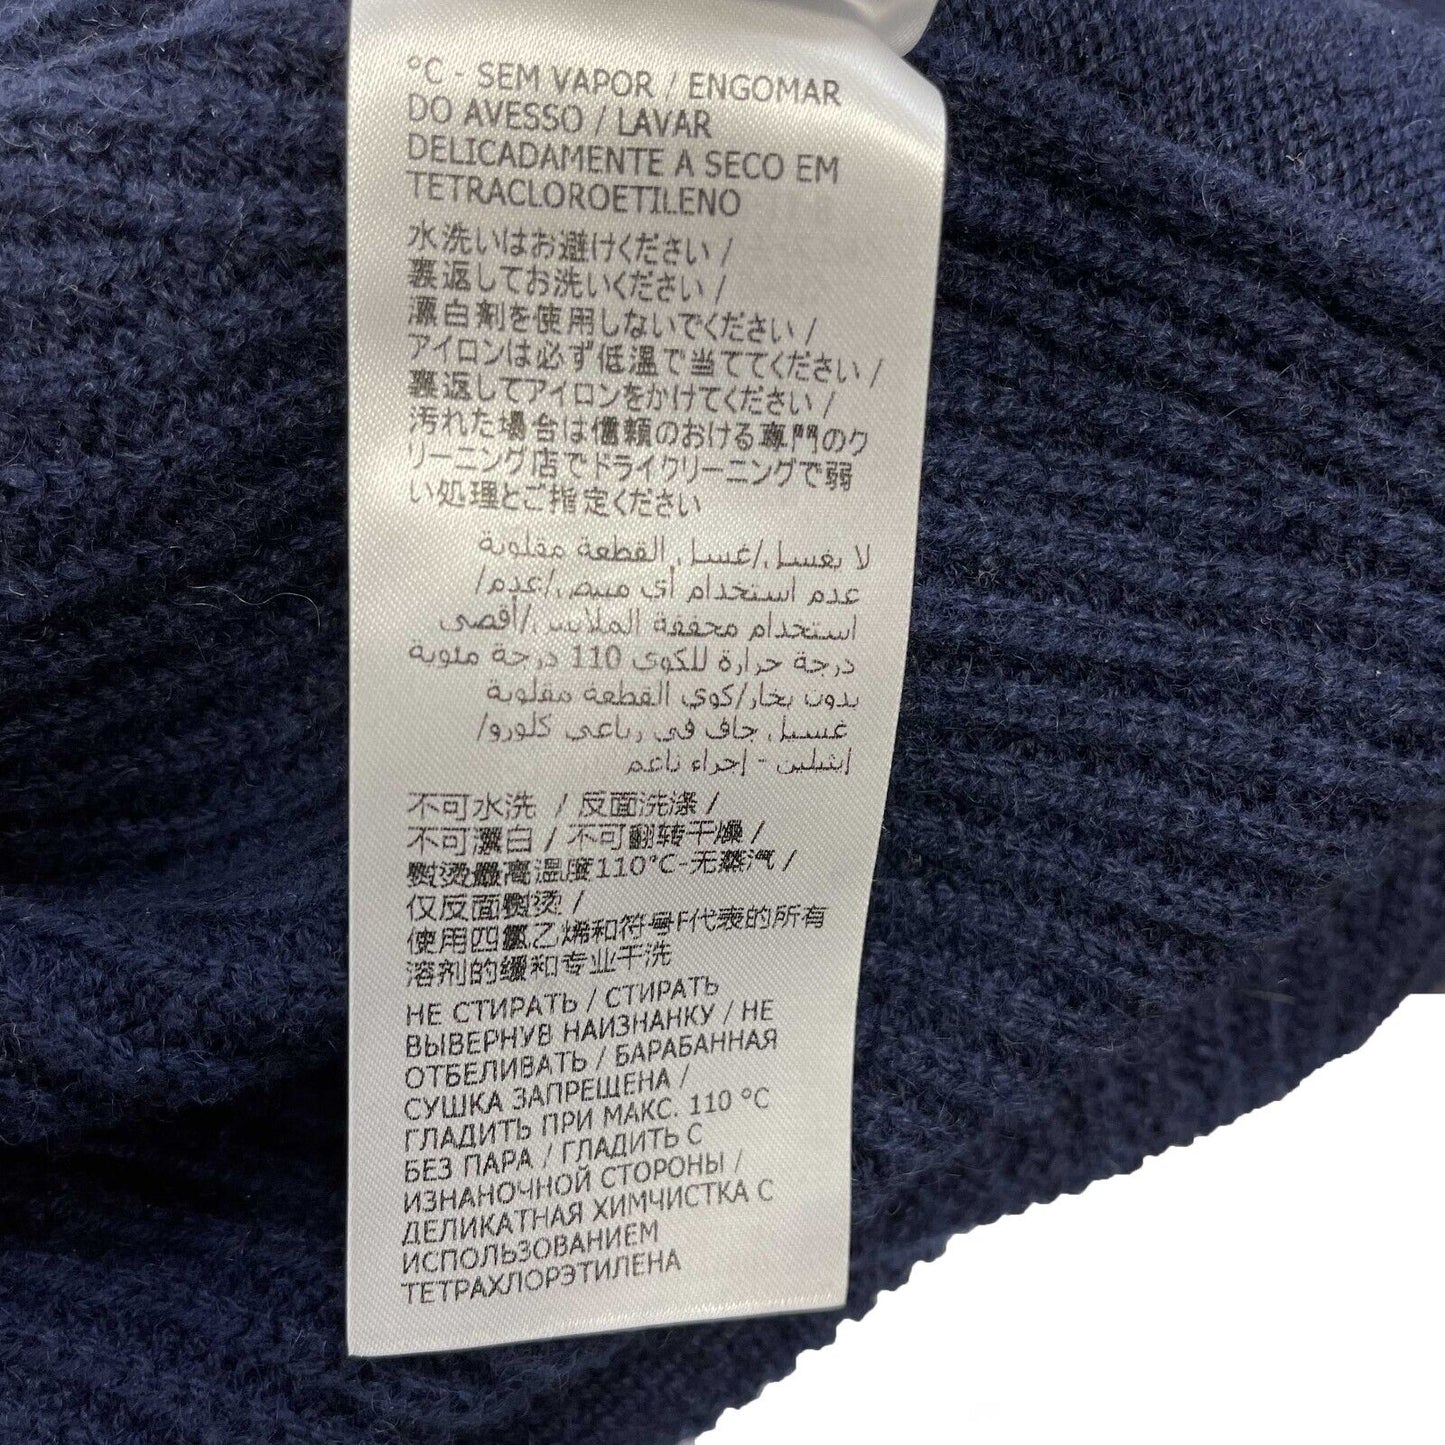 °C - SEM VAPOR / ENGOMAR
DO AVESSO / LAVAR
DELICADAMENTE A SECO EM
TETRACLOROETILENO
水洗いはお避けください /
裏返してお洗いください /
漂白剤を使用しないでください /
アイロンは必ず低温で当ててください /
裏返してアイロンをかけてください /
汚れた場合は信頼のおける専門のク
リーニング店でドライクリーニングで弱
い処理とご指定ください
لا يغسل/غسل القطعة مقلوبة
عدم استخدام أي مبيض/عدم/
استخدام مجففة الملابس/أقصى
درجة حرارة للكوي 110 درجة مئوية
بدون بخار/كوي القطعة مقلوبة
غسيل جاف في رباعي كلورو/
إيثيلين - إجراء ناعم
不可水洗 / 反面洗涤 /
不可漂白 / 不可翻转干燥 /
熨烫最高温度110°C-无蒸汽 /
仅反面熨烫 /
使用四氯乙烯和符号F代表的所有
溶剂的缓和专业干洗
НЕ СТИРАТЬ / СТИРАТЬ
ВЫВЕРНУВ НАИЗНАНКУ / НЕ
ОТБЕЛИВАТЬ / БАРАБАННАЯ
СУШКА ЗАПРЕЩЕНА /
ГЛАДИТЬ ПРИ МАКС. 110 °C
БЕЗ ПАРА / ГЛАДИТЬ С
ИЗНАНОЧНОЙ СТОРОНЫ /
ДЕЛИКАТНАЯ ХИМЧИСТКА С
ИСПОЛЬЗОВАНИЕМ
ТЕТРАХЛОРЭТИЛЕНА